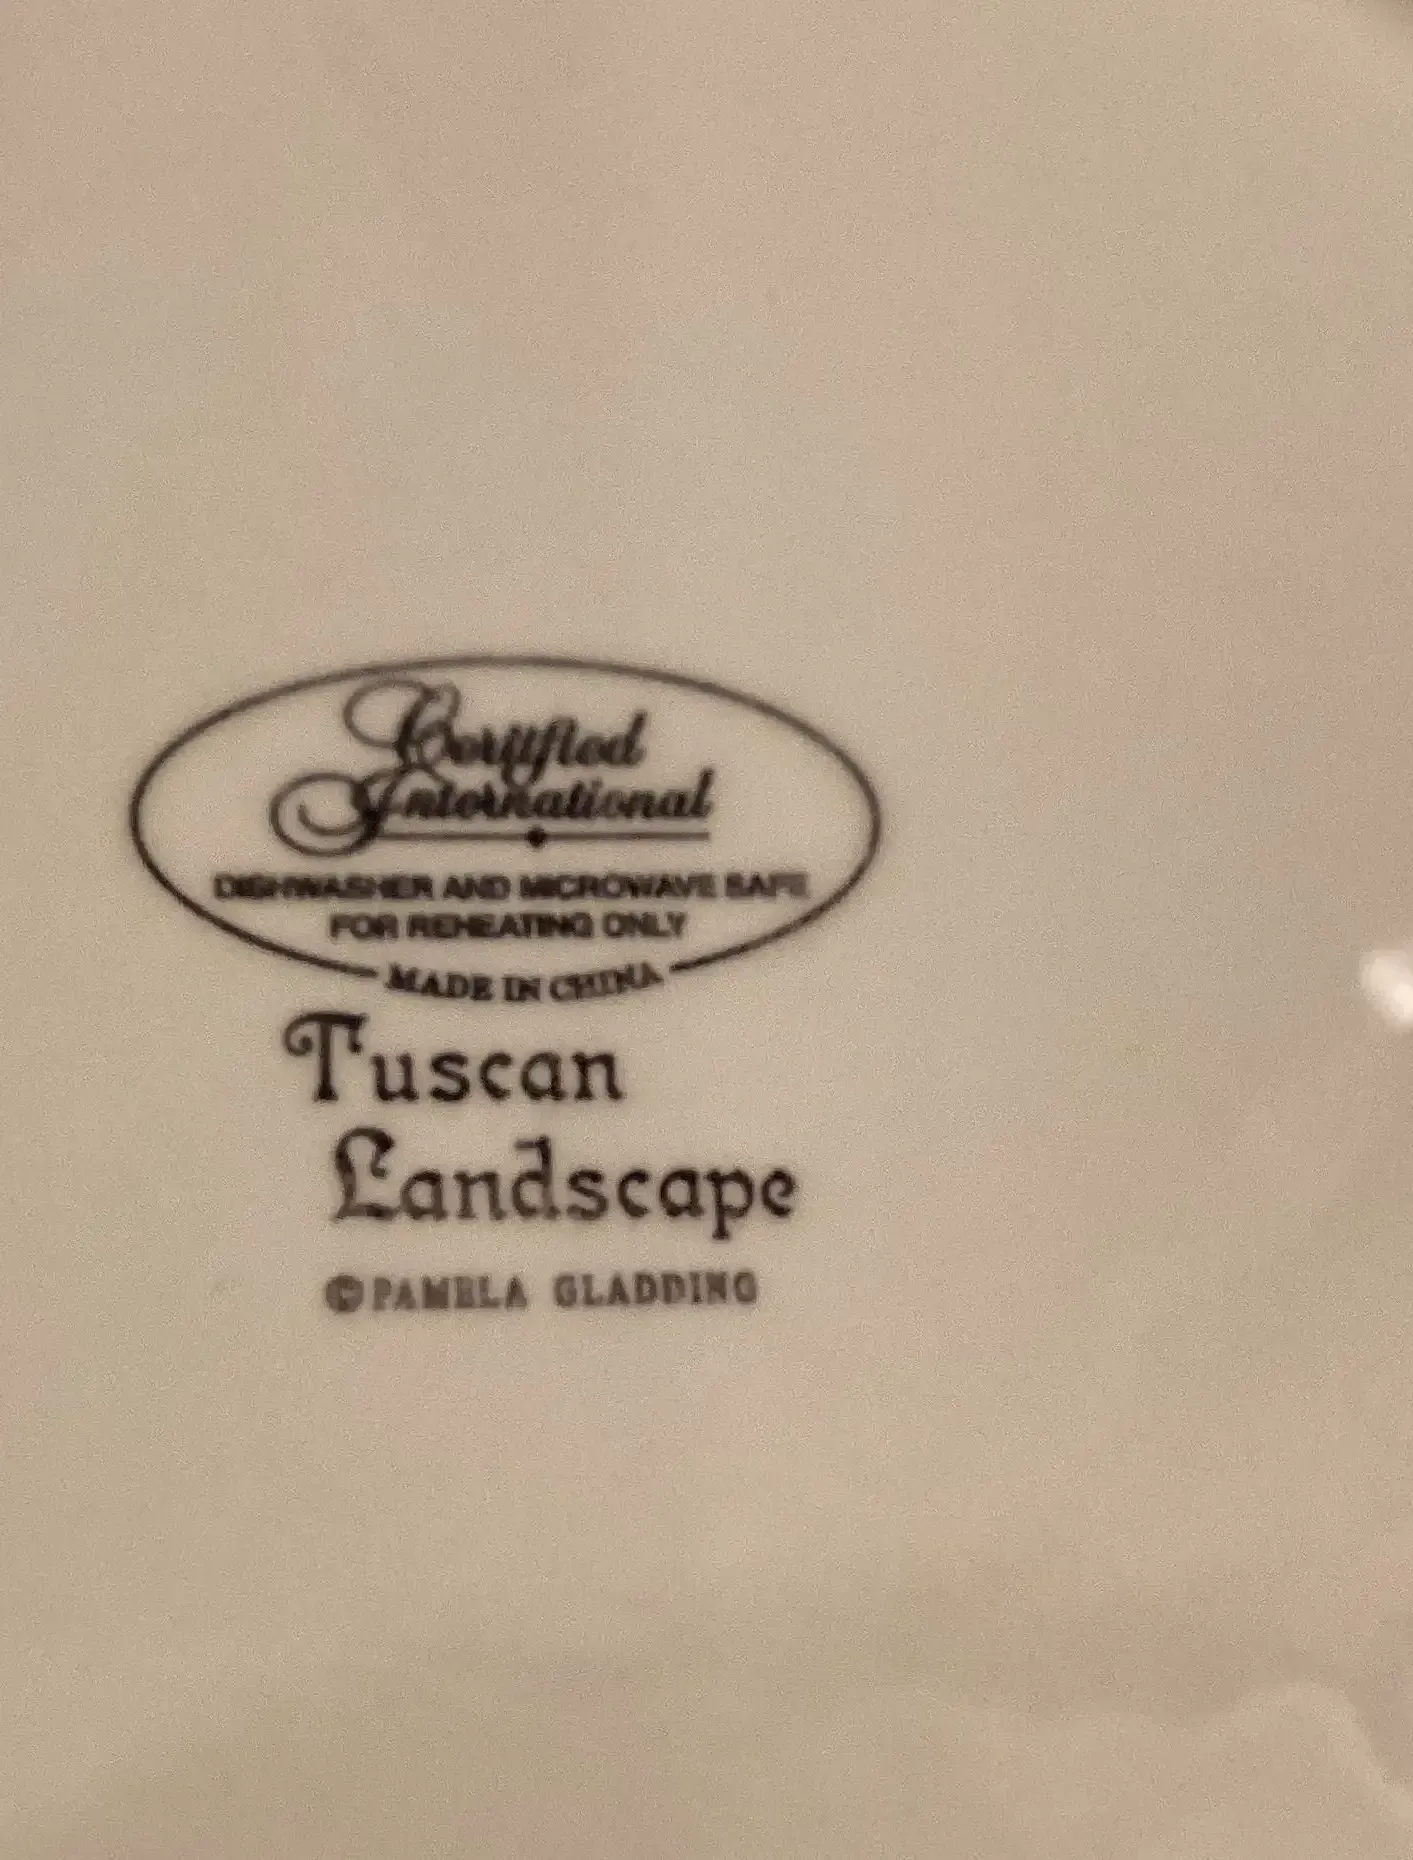 Certified
International
DISHWASHER AND MICROWAVE SAFE
FOR REHEATING ONLY
MADE IN CHINA
Tuscan
Landscape
©PAMELA GLADDING